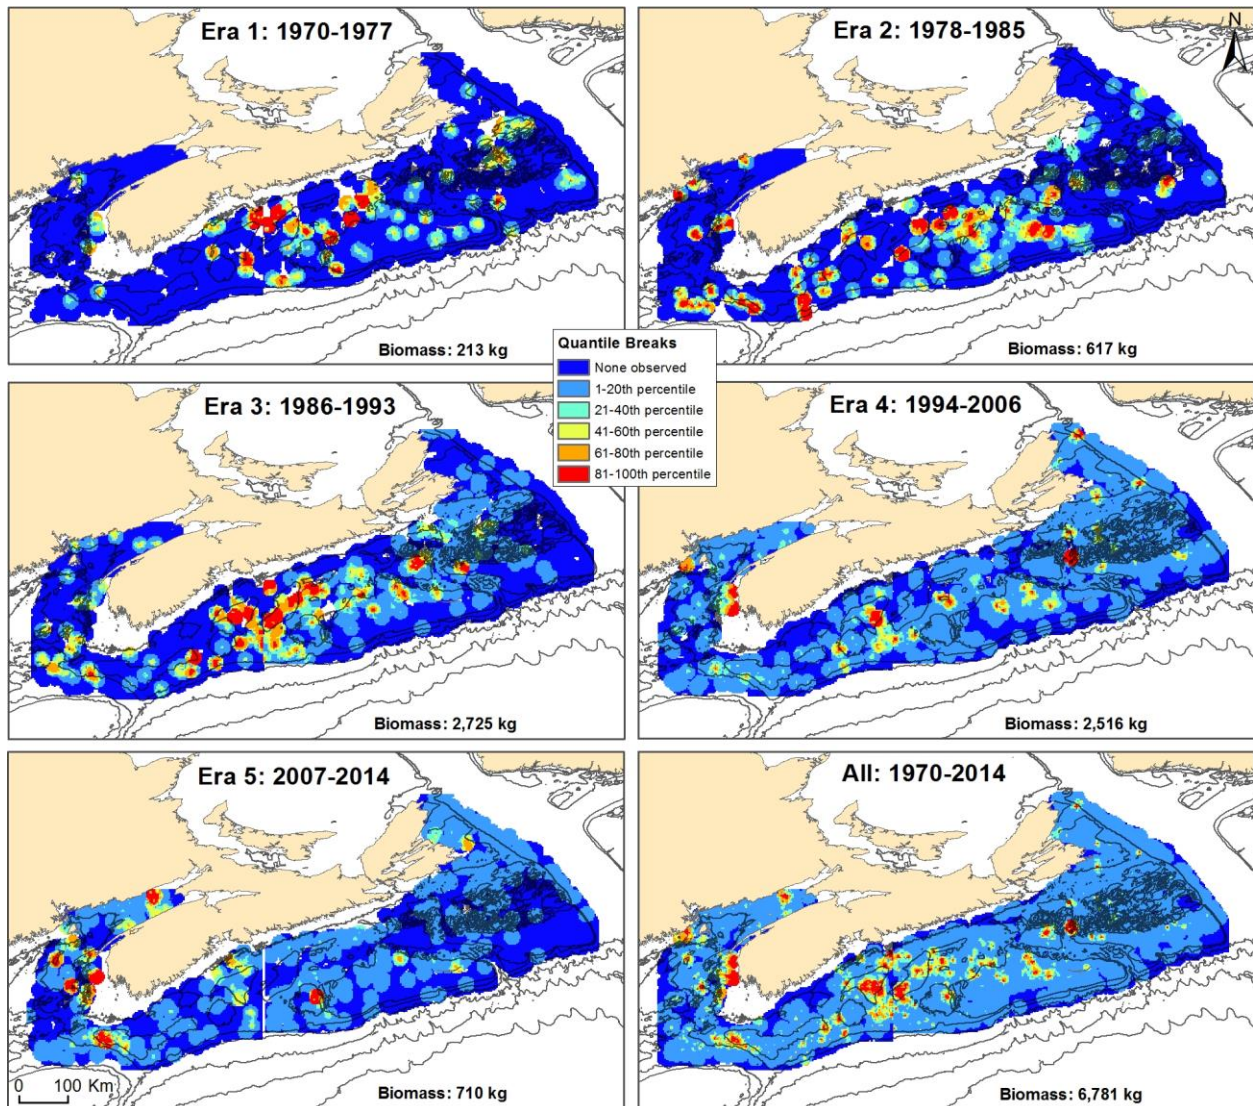 Era 1: 1970-1977
Biomass: 213 kg
Era 2: 1978-1985
N
Biomass: 617 kg
Quantile Breaks
None observed
1-20th percentile
21-40th percentile
41-60th percentile
61-80th percentile
81-100th percentile
Era 3: 1986-1993
Biomass: 2,725 kg
Era 4: 1994-2006
Biomass: 2,516 kg
Era 5: 2007-2014
0 100 Km
Biomass: 710 kg
All: 1970-2014
Biomass: 6,781 kg